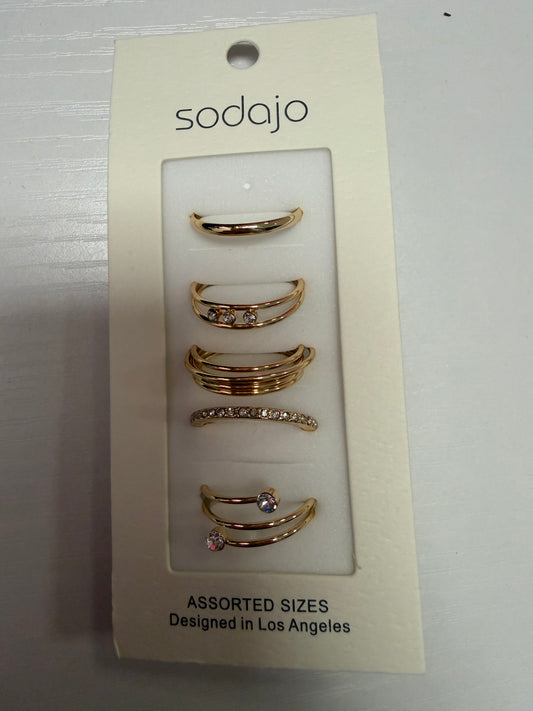 sodajo
ASSORTED SIZES
Designed in Los Angeles